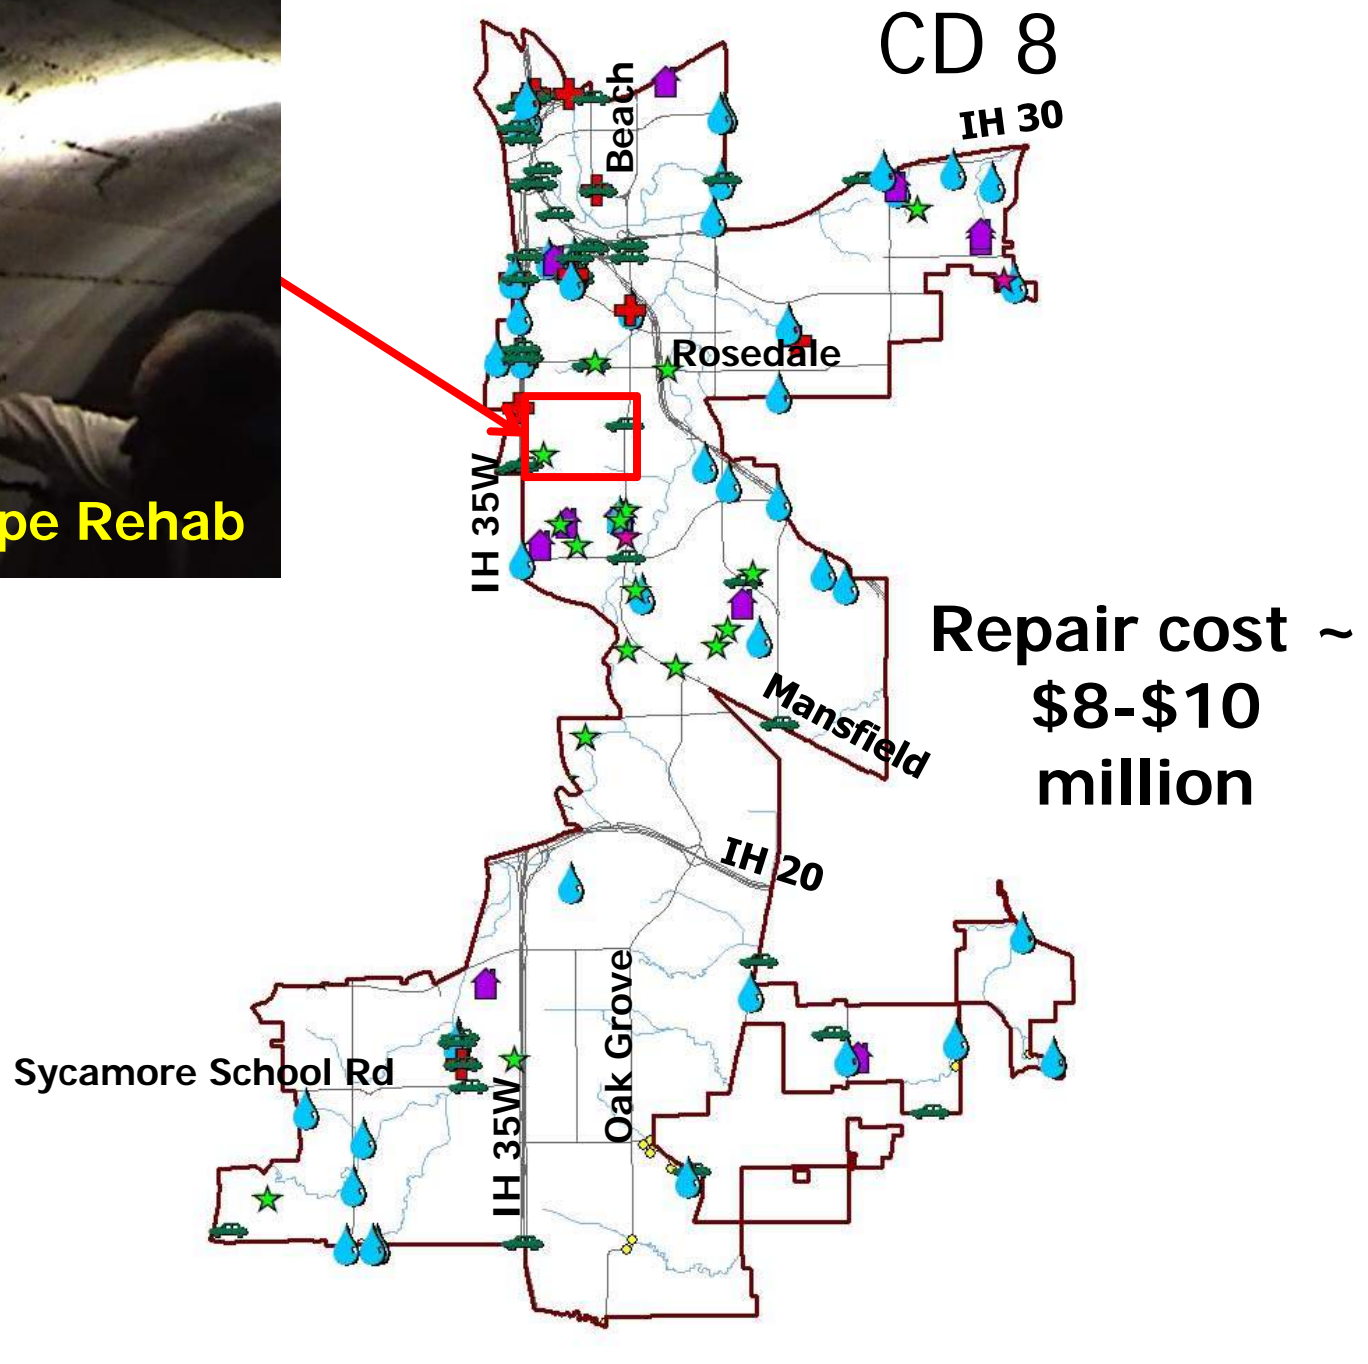 CD 8
IH 30
Beach
Rosedale
IH 35W
Rehab
Repair cost ~
$8-$10
million
Mansfield
IH 20
Oak Grove
Sycamore School Rd
IH 35W